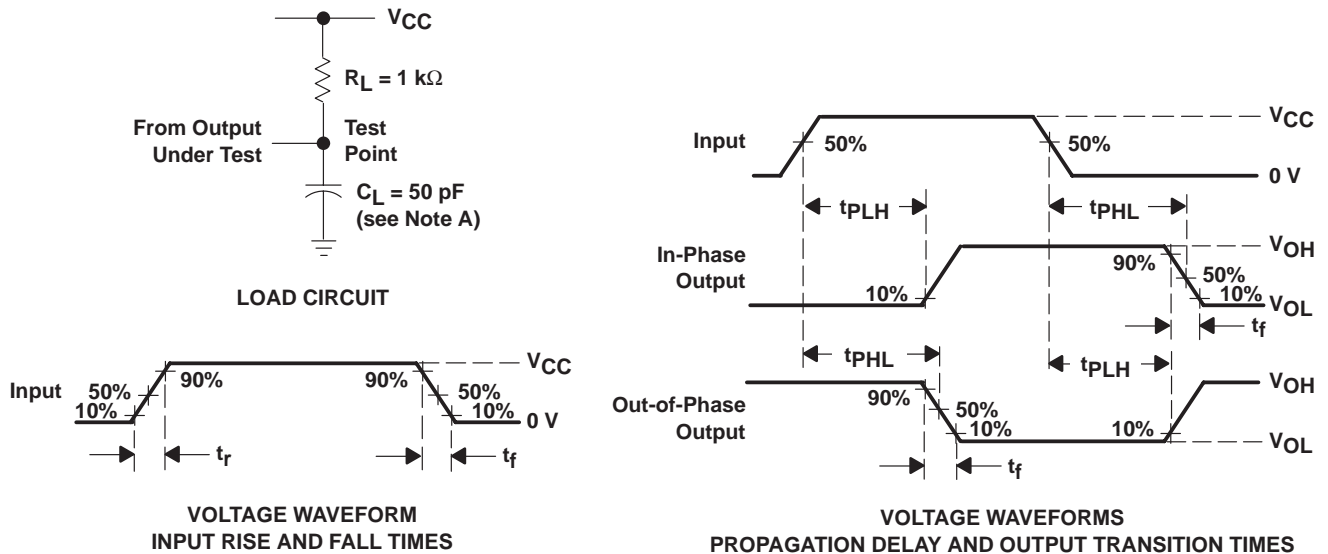 VCC
RL = 1 kΩ
From Output
Under Test
Test
Point
CL = 50 pF
(see Note A)
LOAD CIRCUIT
Input
50%
10%
90%
90%
50%
10%
VCC
0 V
tr
tf
VOLTAGE WAVEFORM
INPUT RISE AND FALL TIMES
Input
50%
50%
VCC
0 V
tPLH
tPHL
In-Phase
Output
10%
90%
50%
10%
VOH
VOL
tf
tPHL
tPLH
Out-of-Phase
Output
90%
50%
10%
10%
VOH
VOL
tf
VOLTAGE WAVEFORMS
PROPAGATION DELAY AND OUTPUT TRANSITION TIMES